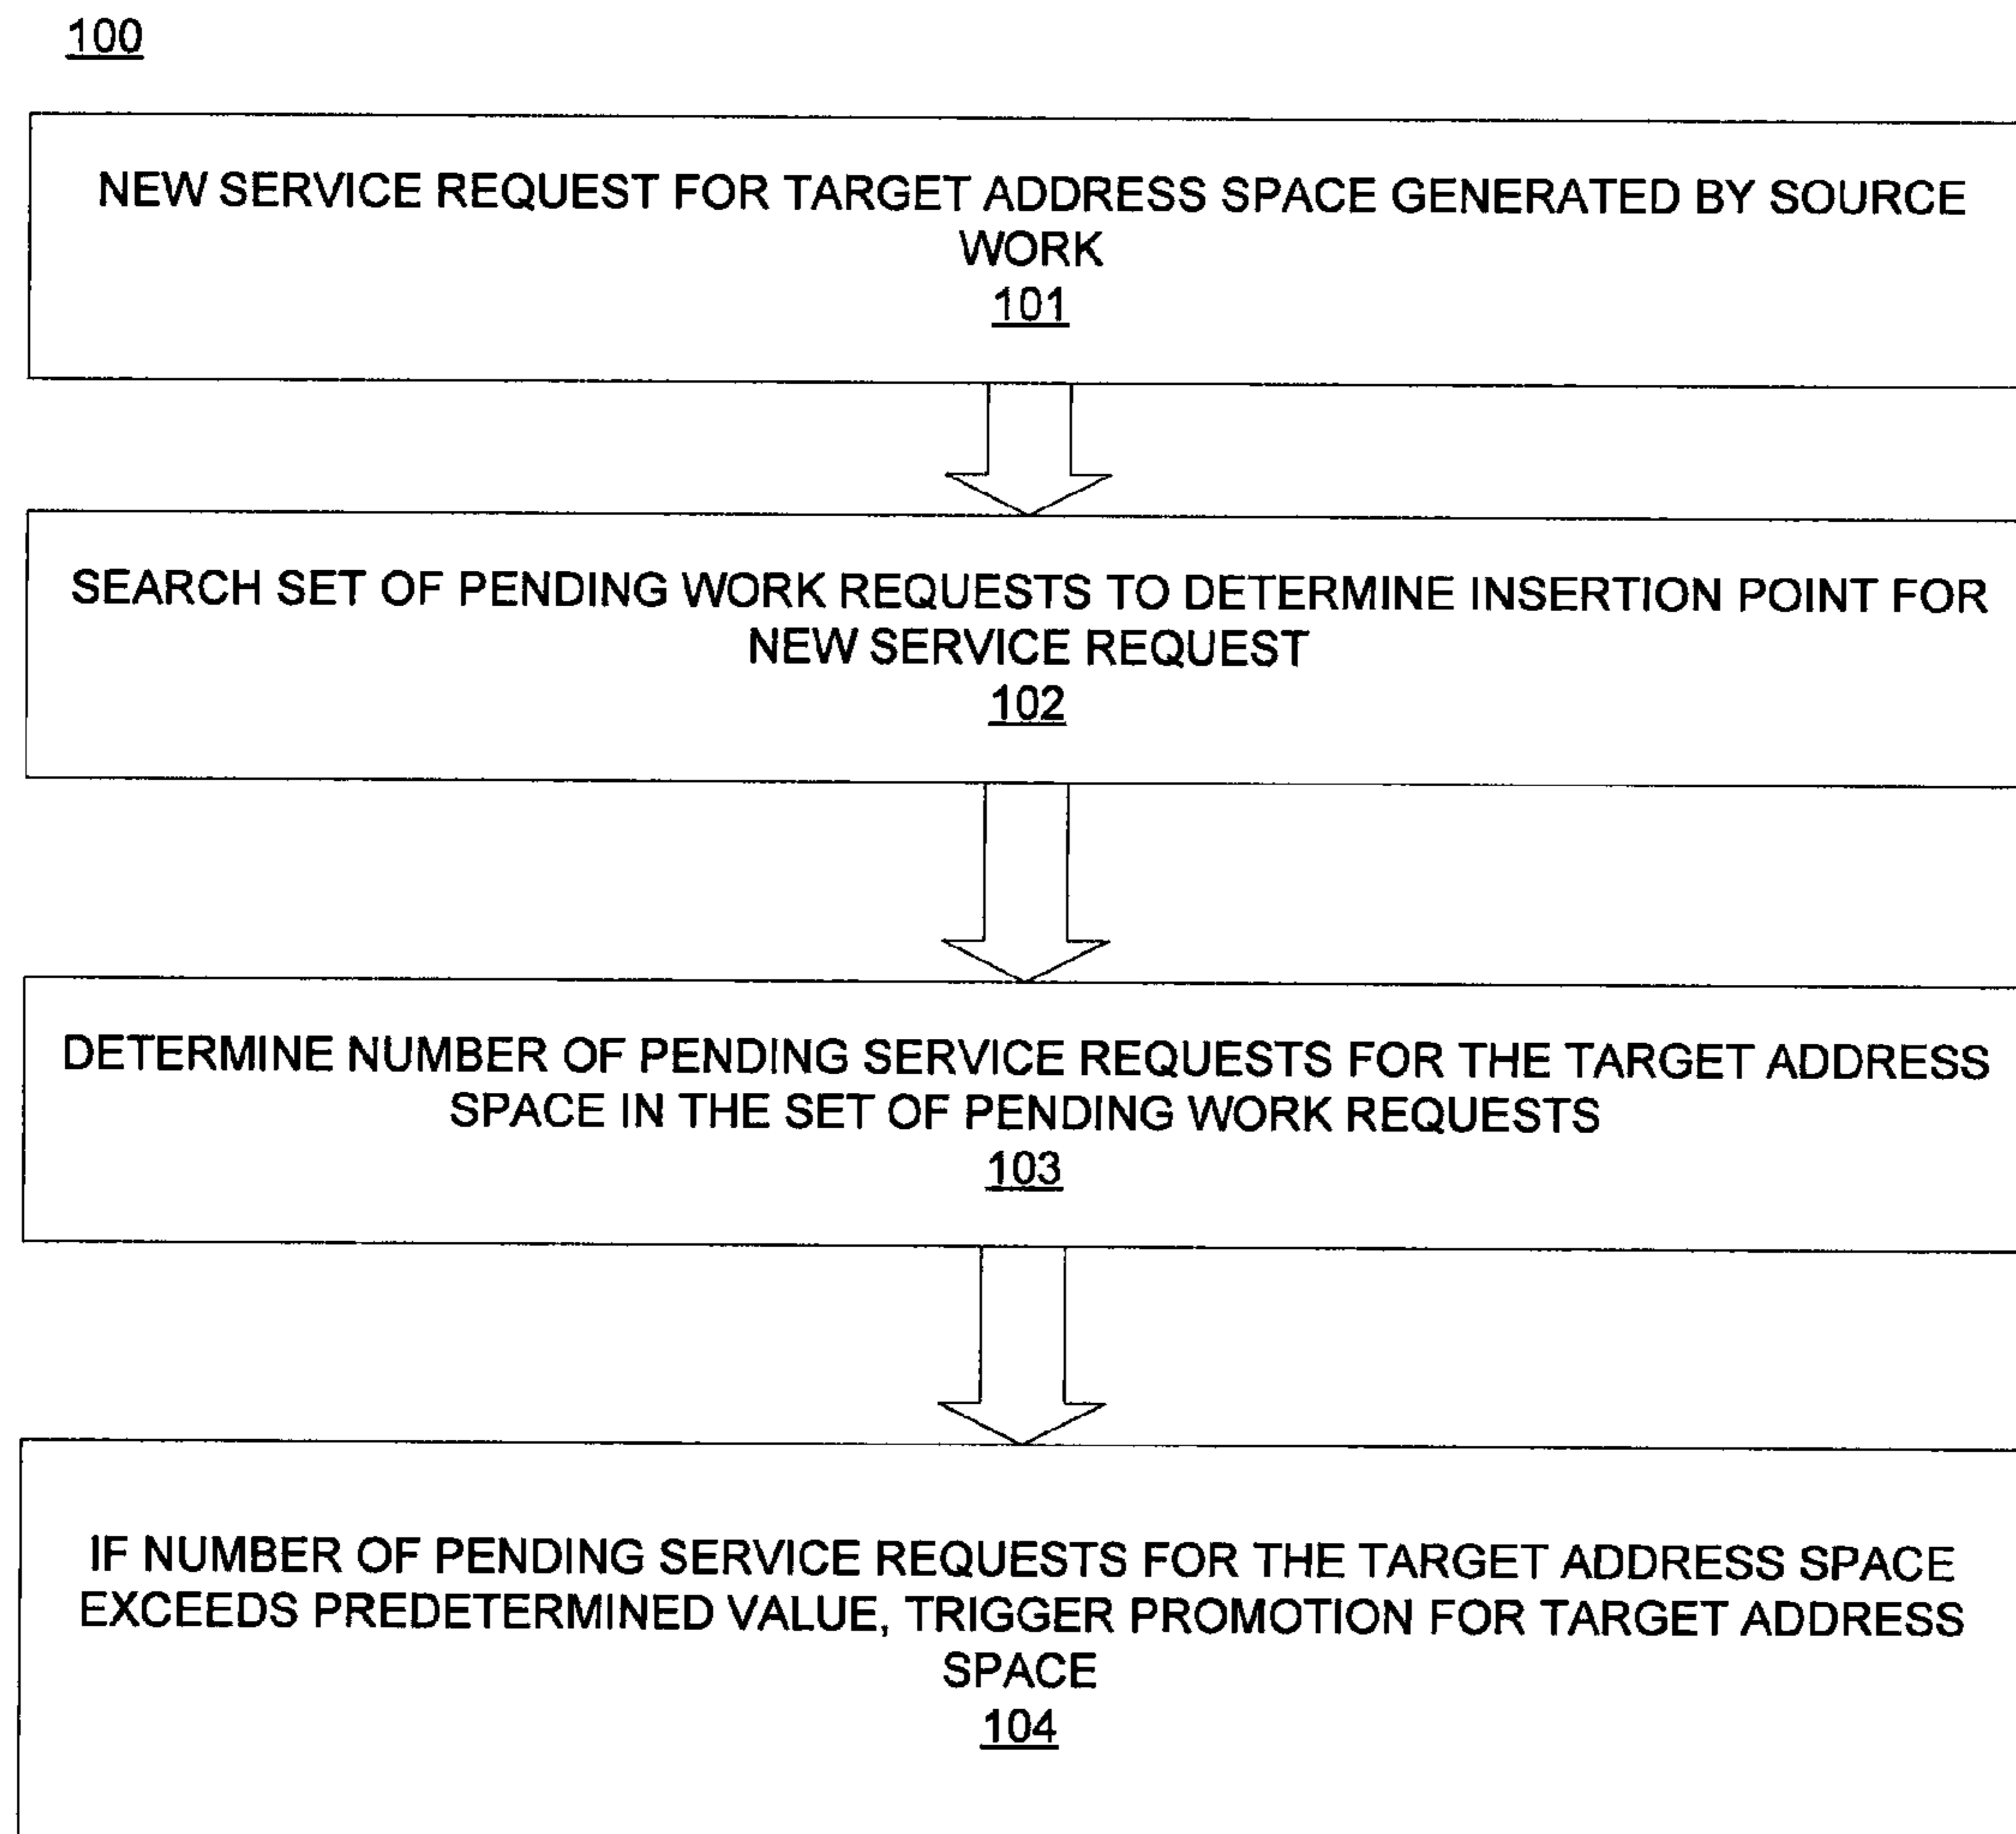 100
NEW SERVICE REQUEST FOR TARGET ADDRESS SPACE GENERATED BY SOURCE
WORK
101
SEARCH SET OF PENDING WORK REQUESTS TO DETERMINE INSERTION POINT FOR
NEW SERVICE REQUEST
102
DETERMINE NUMBER OF PENDING SERVICE REQUESTS FOR THE TARGET ADDRESS
SPACE IN THE SET OF PENDING WORK REQUESTS
103
IF NUMBER OF PENDING SERVICE REQUESTS FOR THE TARGET ADDRESS SPACE
EXCEEDS PREDETERMINED VALUE, TRIGGER PROMOTION FOR TARGET ADDRESS
SPACE
104